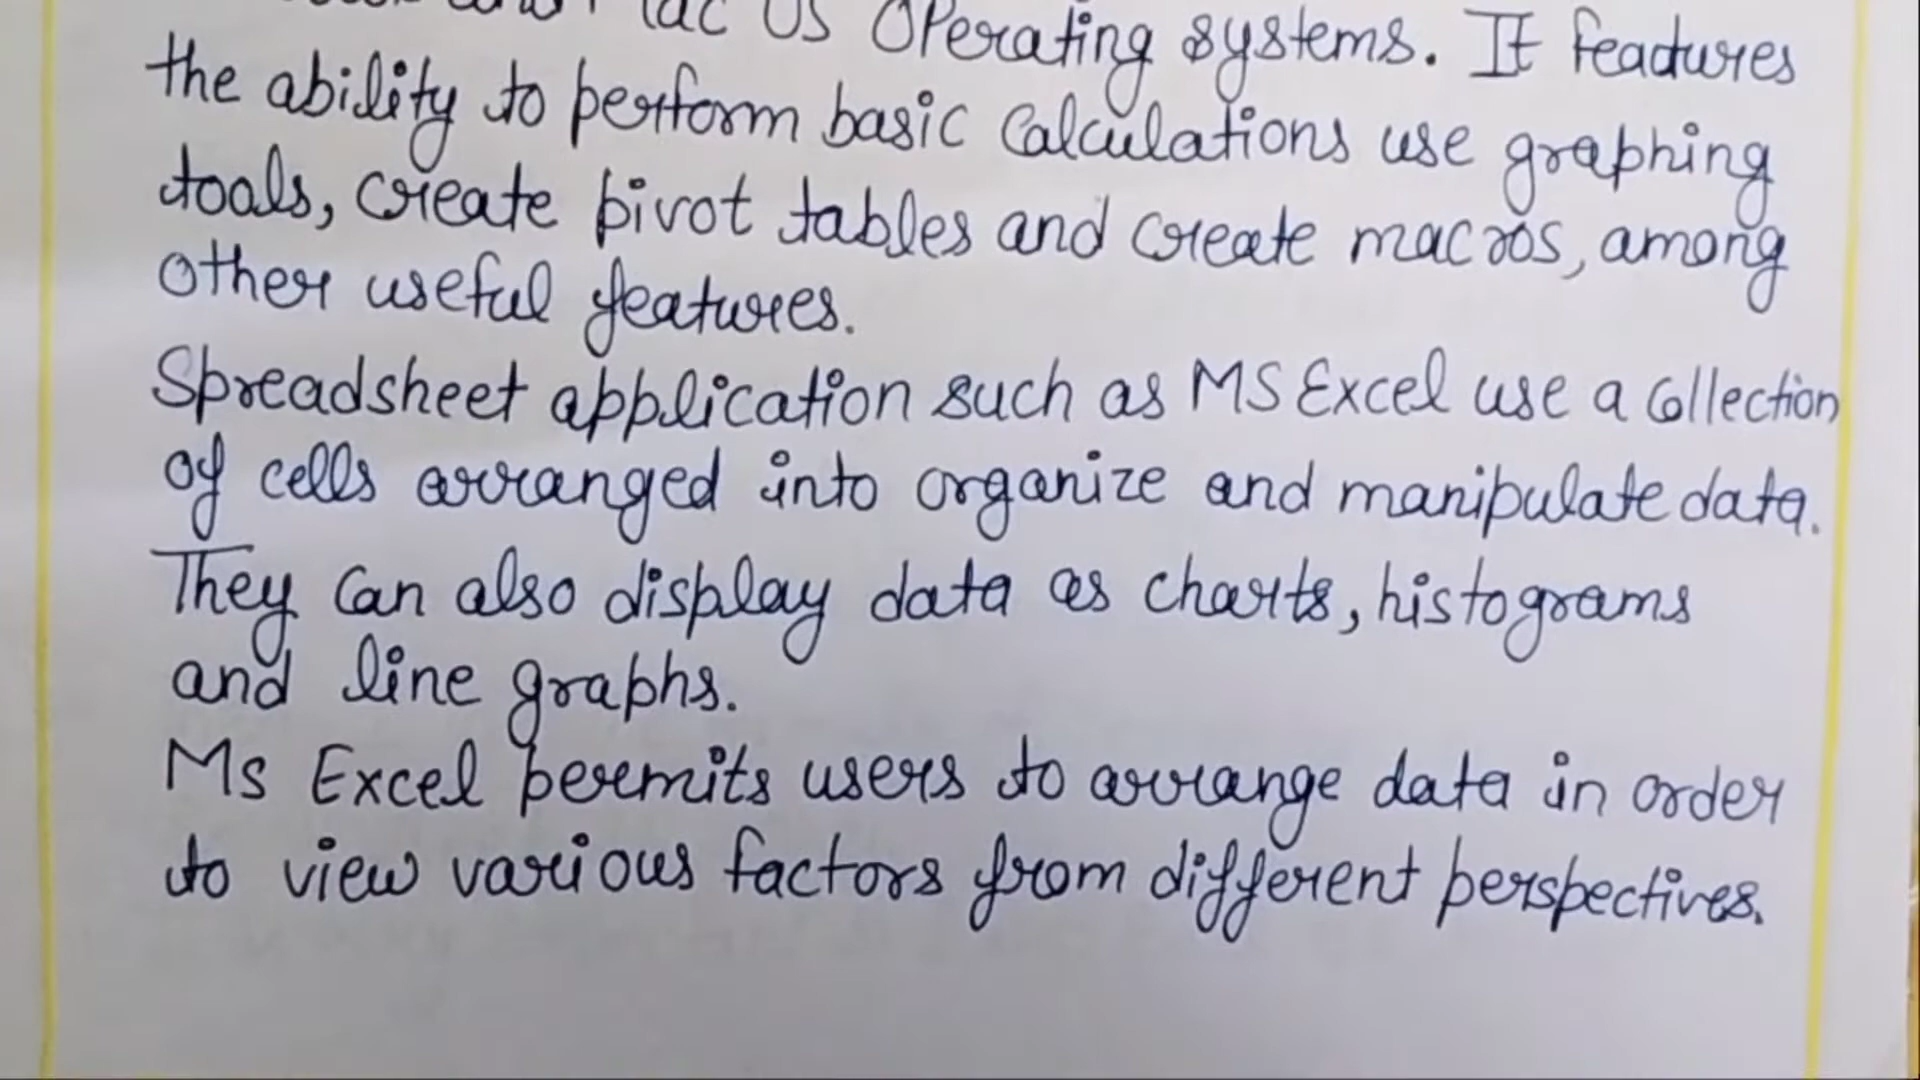 OS Operating systems. It features
the ability to perform basic Calculations use graphing
toals, create pivot tables and create macros, among
other useful features.
Spreadsheet application such as MS Excel use a Collection
of cells arranged into organize and manipulate data.
They Can also display data as charts, histograms
and line graphs.
Ms Excel permits users to arrange data in order
to view various factors from different perspectives.